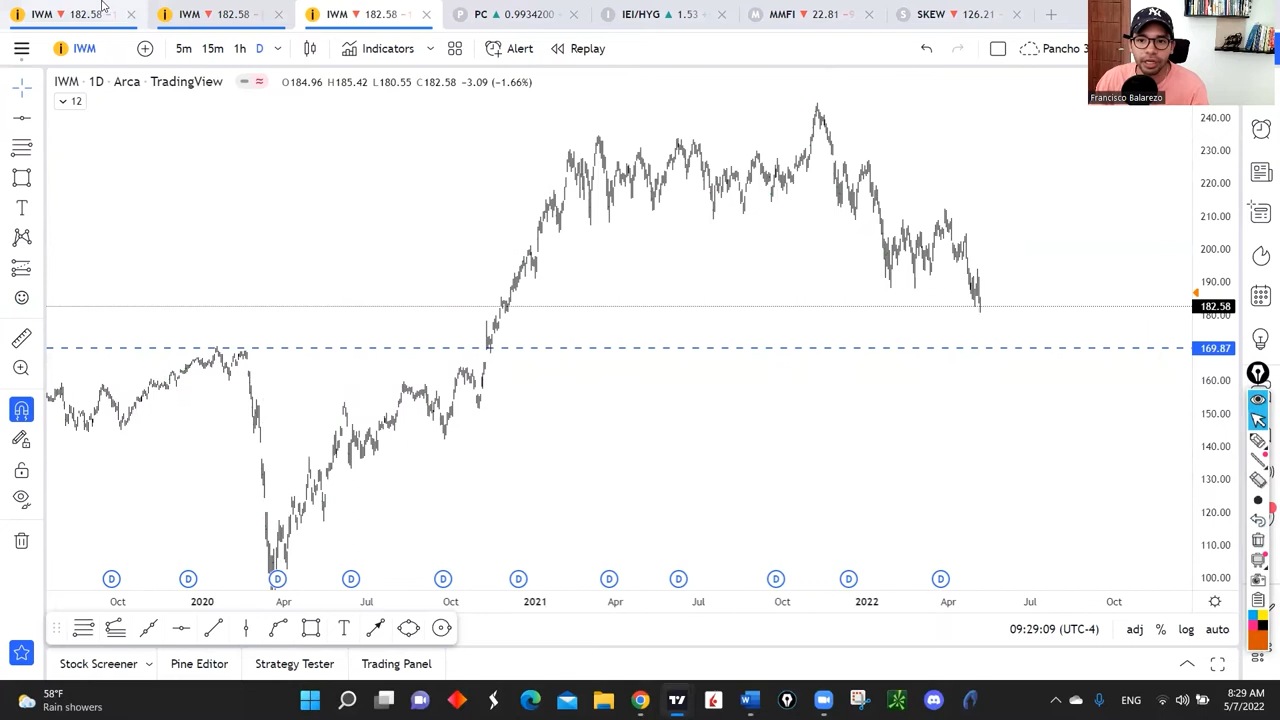 IWM ▼ 182.58 −1
IWM ▼ 182.58 −
IWM ▼ 182.58 −1
PC ▲ 0.9934200
IEI/HYG ▲ 1.53
MMFI ▼ 22.81 −9
SKEW ▼ 126.21
IWM
5m 15m 1h D
Indicators
Alert
Replay
Pancho 3
IWM · 1D · Arca · TradingView
O184.96 H185.42 L180.55 C182.58 −3.09 (−1.66%)
12
Francisco Balarezo
240.00
230.00
220.00
210.00
200.00
190.00
182.58
180.00
169.87
160.00
150.00
140.00
130.00
120.00
110.00
100.00
D D D D D D D D D D D
Oct 2020 Apr Jul Oct 2021 Apr Jul Oct 2022 Apr Jul Oct
09:29:09 (UTC-4) adj % log auto
Stock Screener Pine Editor Strategy Tester Trading Panel
58°F
Rain showers
ENG
8:29 AM
5/7/2022